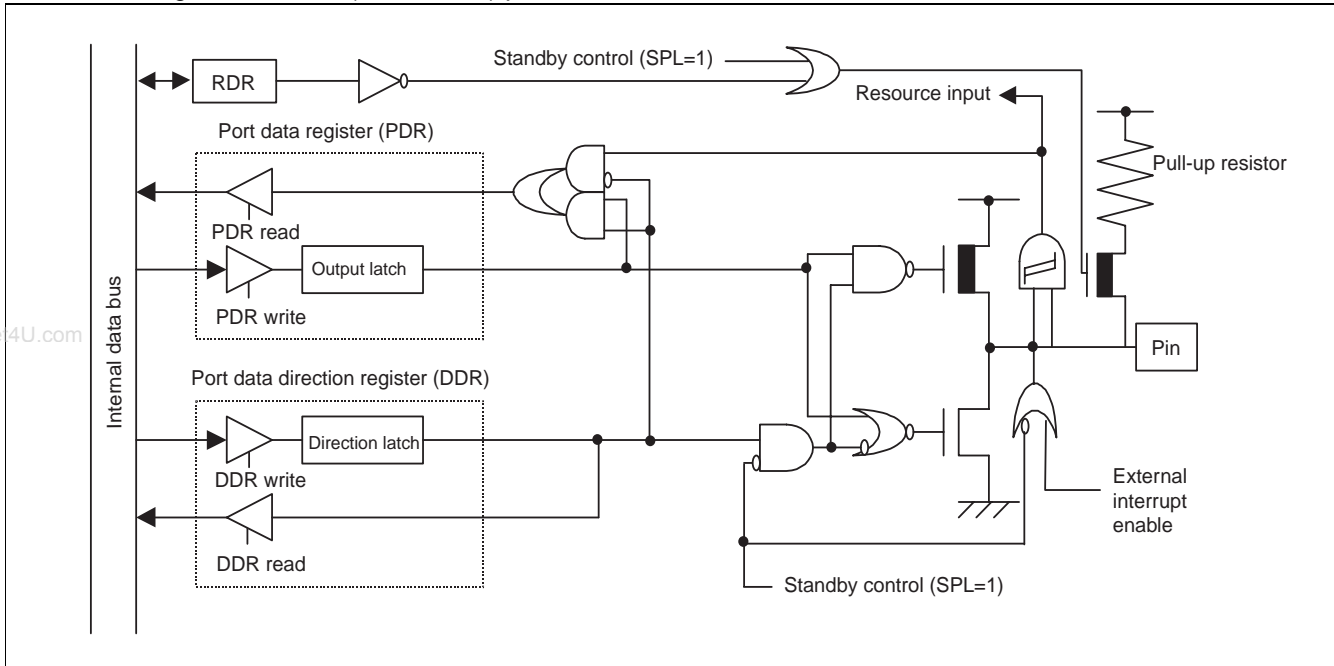 Standby control (SPL=1)
RDR
Resource input
Port data register (PDR)
Pull-up resistor
PDR read
Output latch
PDR write
Internal data bus
t4U.com
Pin
Port data direction register (DDR)
Direction latch
DDR write
External
interrupt
enable
DDR read
Standby control (SPL=1)